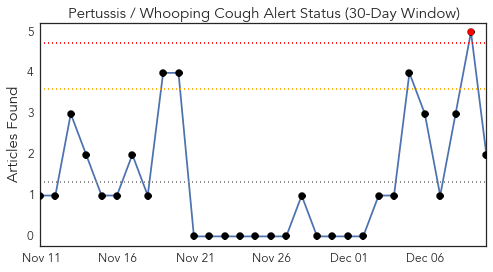 Pertussis / Whooping Cough Alert Status (30-Day Window)
Articles Found
5
4
3
2
1
0
Nov 11 Nov 16 Nov 21 Nov 26 Dec 01 Dec 06